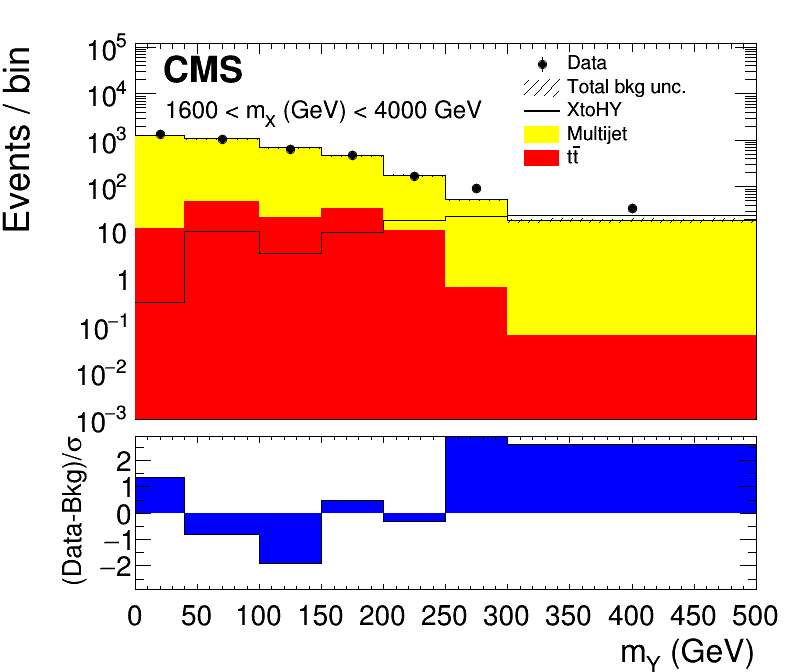 Events / bin
10⁵
10⁴
10³
10²
10
1
10⁻¹
10⁻²
10⁻³
CMS
1600 < m_X (GeV) < 4000 GeV
Data
Total bkg unc.
XtoHY
Multijet
tt̄
(Data-Bkg)/σ
2
1
0
−1
−2
0 50 100 150 200 250 300 350 400 450 500
m_Y (GeV)